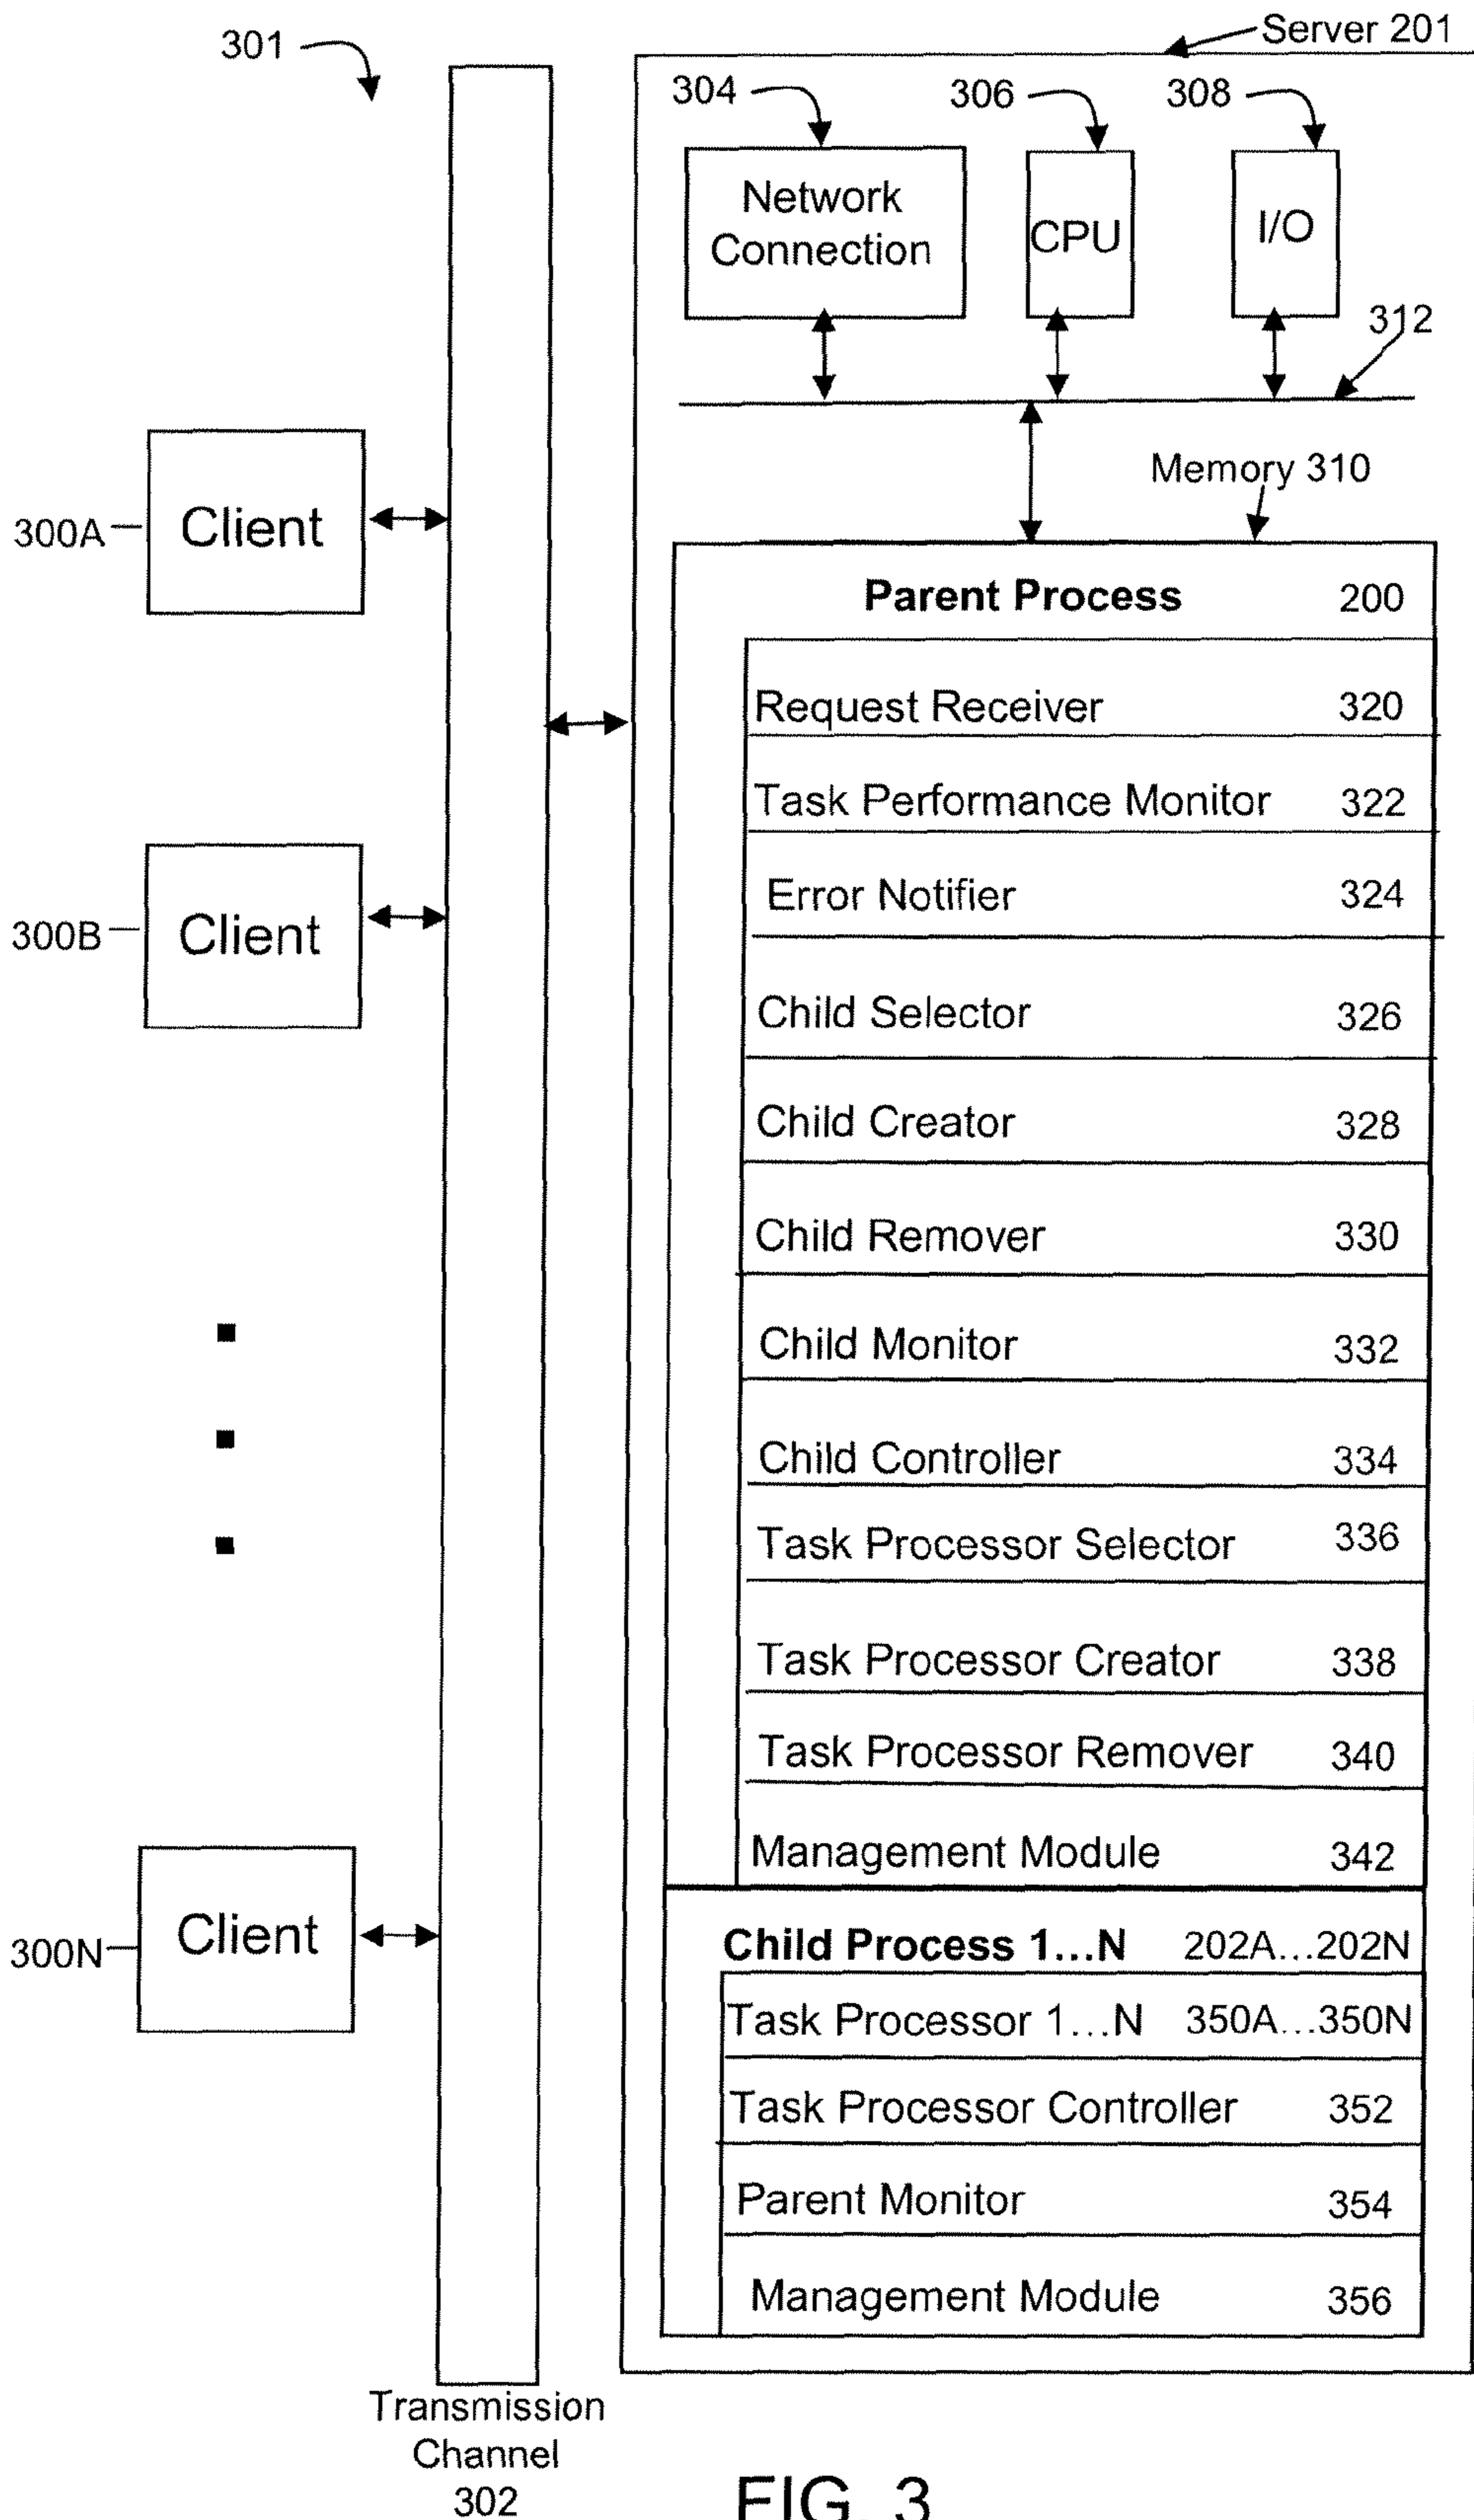 301
Server 201
304
306
308
Network
Connection
CPU
I/O
312
Memory 310
300A
Client
300B
Client
300N
Client
Parent Process 200
Request Receiver 320
Task Performance Monitor 322
Error Notifier 324
Child Selector 326
Child Creator 328
Child Remover 330
Child Monitor 332
Child Controller 334
Task Processor Selector 336
Task Processor Creator 338
Task Processor Remover 340
Management Module 342
Child Process 1...N 202A...202N
Task Processor 1...N 350A...350N
Task Processor Controller 352
Parent Monitor 354
Management Module 356
Transmission
Channel
302
FIG. 3